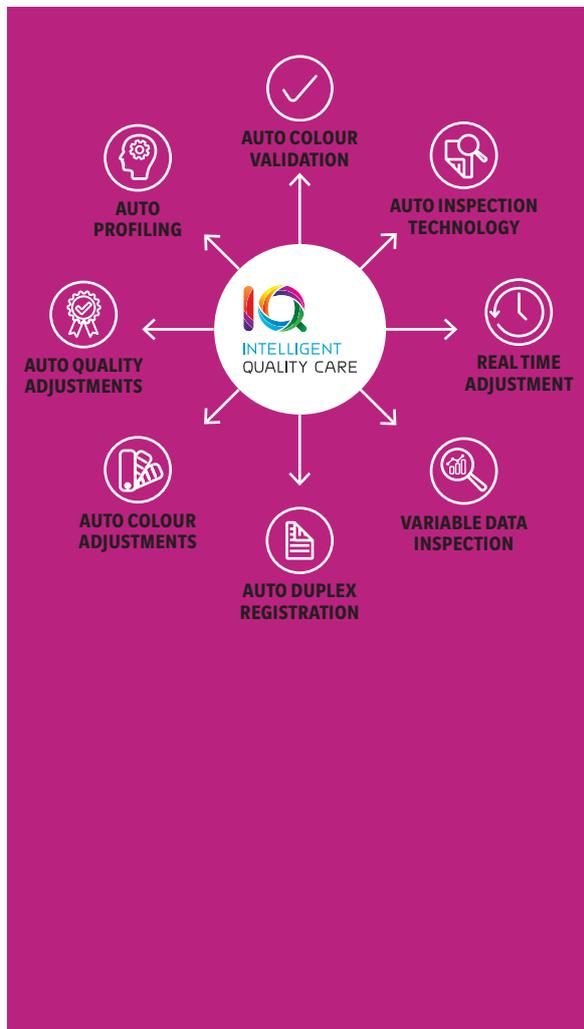 AUTO COLOUR
VALIDATION
AUTO
PROFILING
AUTO INSPECTION
TECHNOLOGY
IQ
INTELLIGENT
QUALITY CARE
AUTO QUALITY
ADJUSTMENTS
REAL TIME
ADJUSTMENT
AUTO COLOUR
ADJUSTMENTS
VARIABLE DATA
INSPECTION
AUTO DUPLEX
REGISTRATION